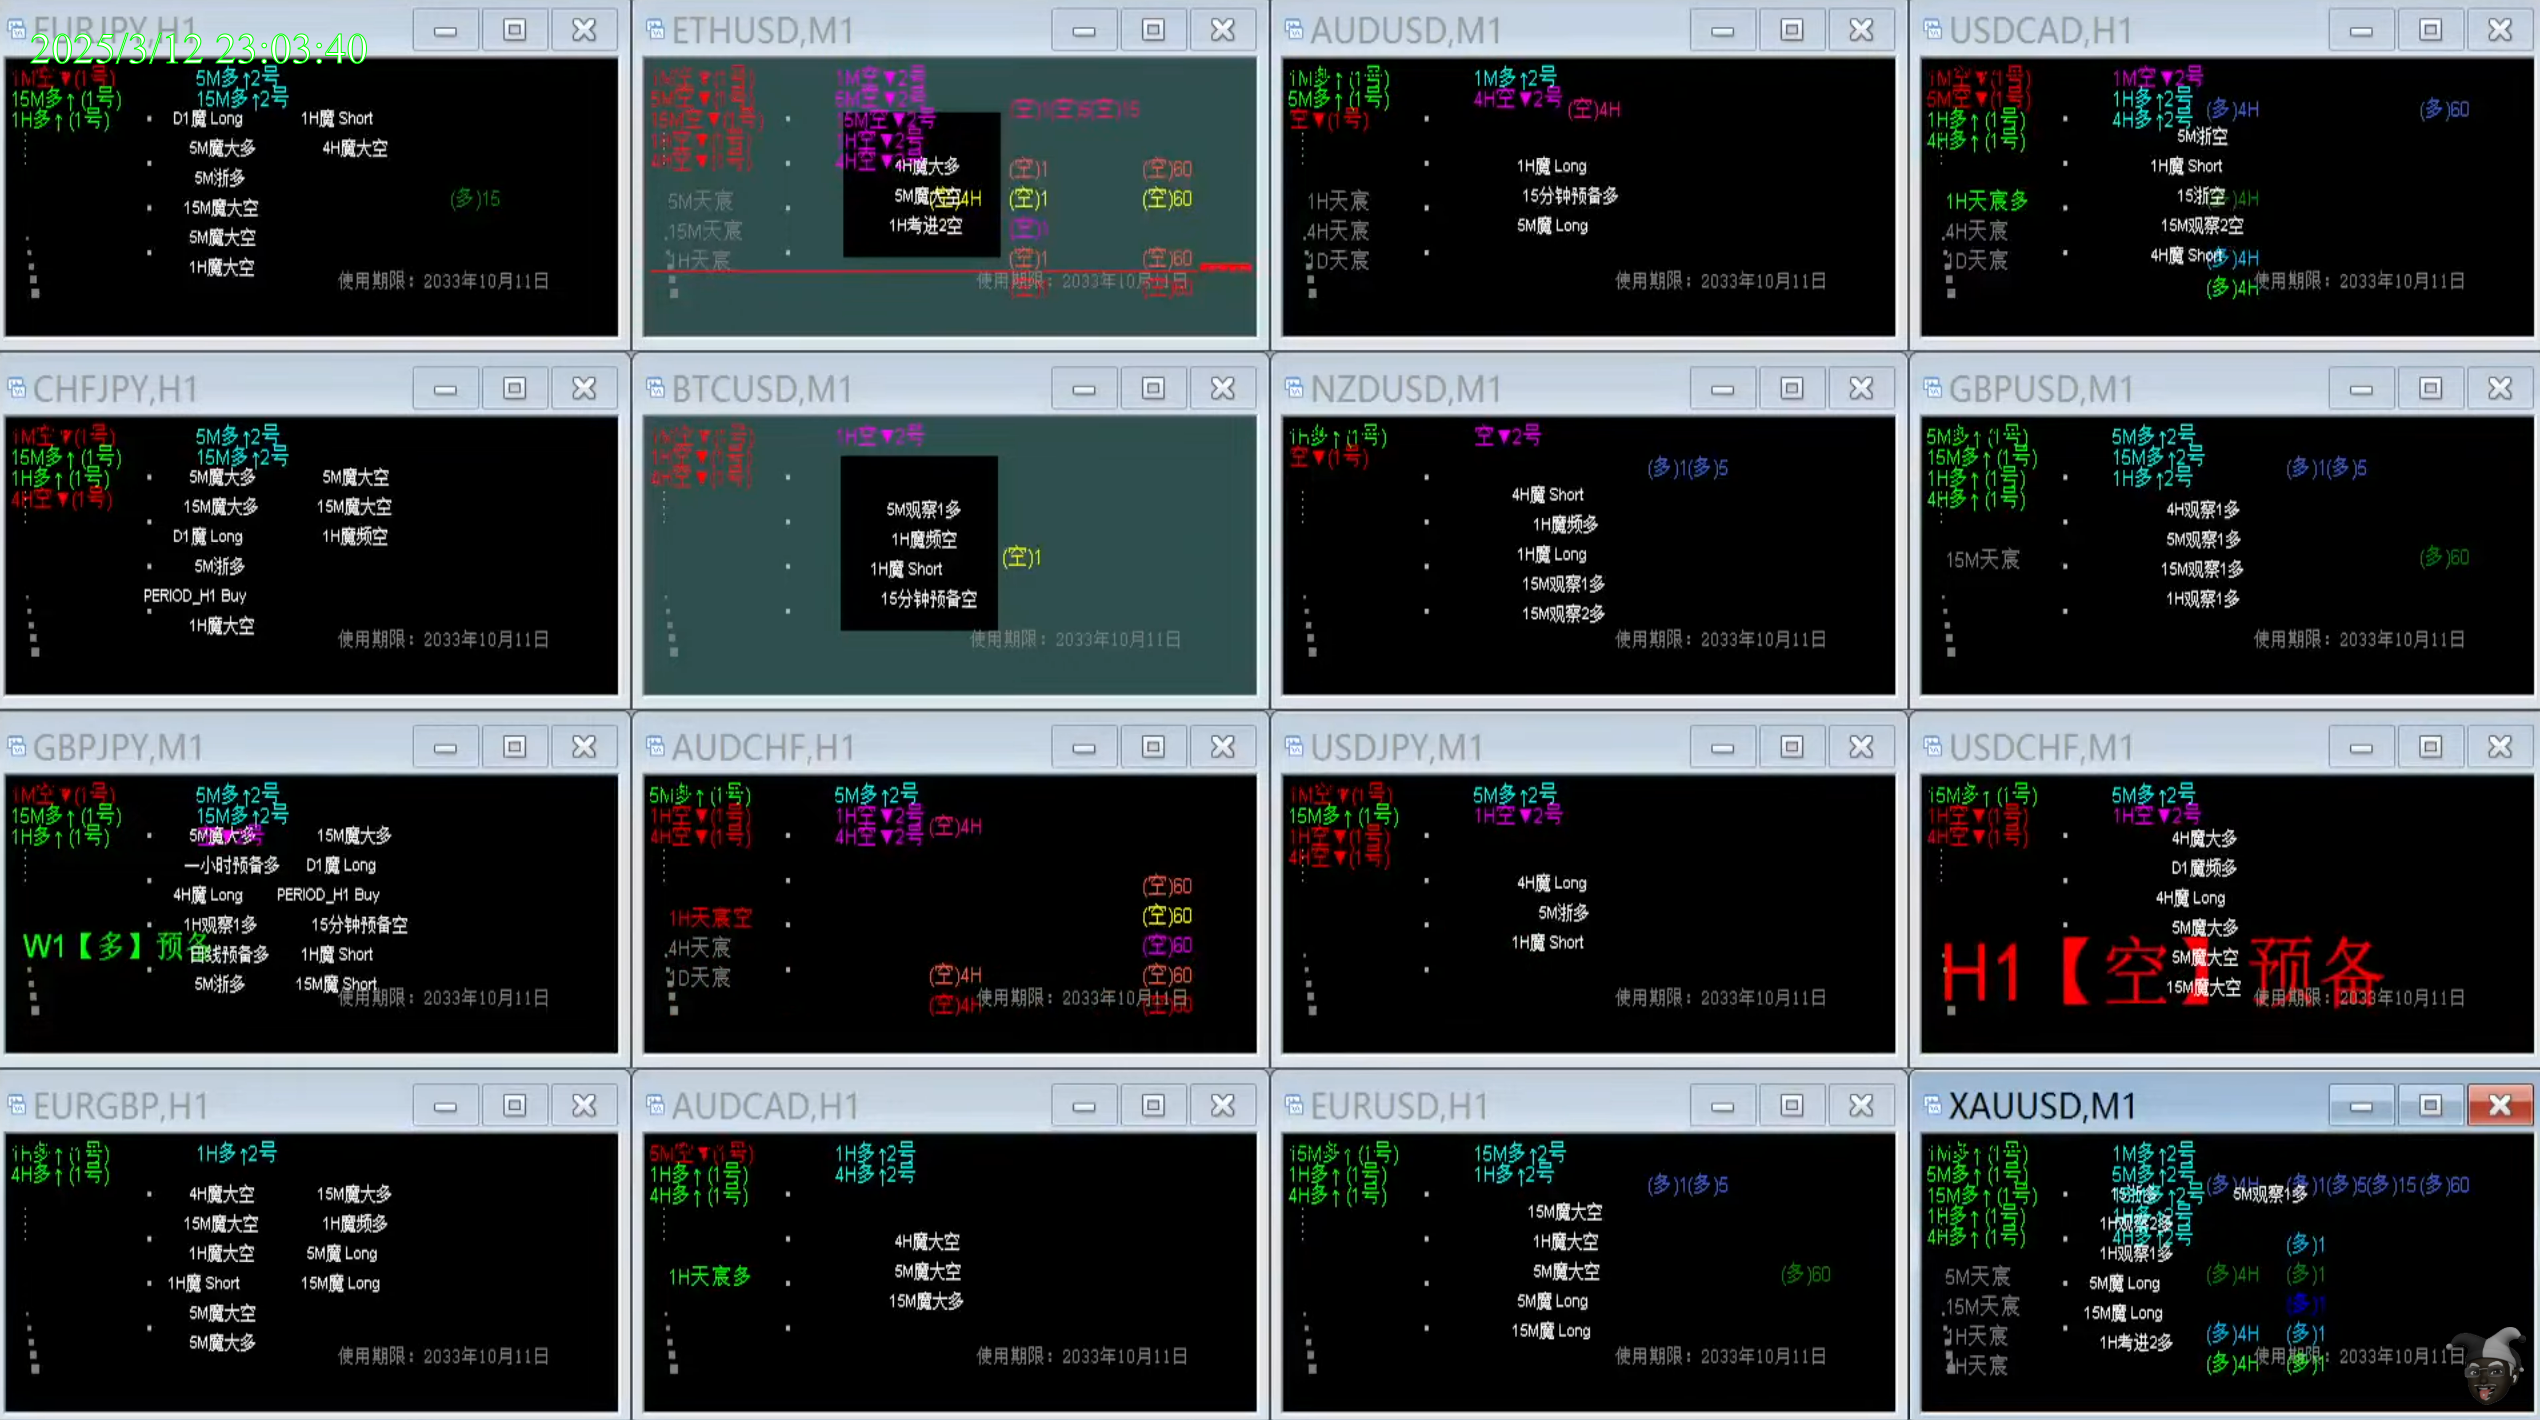 EURJPY,H1
2025/3/12 23:03:40
1M空▼(1号) 5M多↑2号
15M多↑(1号) 15M多↑2号
1H多↑(1号) D1魔 Long 1H魔 Short
5M魔大多 4H魔大空
5M浙多
(多)15
15M魔大空
5M魔大空
1H魔大空
使用期限：2033年10月11日
ETHUSD,M1
1M空▼(1号) 1M空▼2号
5M空▼(1号) 5M空▼2号
(空)1(空)5(空)15
15M空▼(1号) 15M空▼2号
1H空▼(1号) 1H空▼2号
4H空▼(1号) 4H空▼2号
4H魔大多 (空)1 (空)60
5M天宸 5M魔大空 (空)4H (空)1 (空)60
15M天宸 1H考进2空 (空)1
1H天宸 (空)1 (空)60
使用期限：2033年10月11日
AUDUSD,M1
1M多↑(1号) 1M多↑2号
5M多↑(1号) 4H空▼2号 (空)4H
空▼(1号)
1H魔 Long
1H天宸 15分钟预备多
4H天宸 5M魔 Long
1D天宸
使用期限：2033年10月11日
USDCAD,H1
1M空▼(1号) 1M空▼2号
5M空▼(1号) 1H多↑2号 (多)4H (多)60
1H多↑(1号) 4H多↑2号
4H多↑(1号) 5M浙空
1H魔 Short
1H天宸多 15浙空 (多)4H
4H天宸 15M观察2空
1D天宸 4H魔 Short (多)4H
(多)4H 使用期限：2033年10月11日
CHFJPY,H1
1M空▼(1号) 5M多↑2号
15M多↑(1号) 15M多↑2号
1H多↑(1号) 5M魔大多 5M魔大空
4H空▼(1号) 15M魔大多 15M魔大空
D1魔 Long 1H魔频空
5M浙多
PERIOD_H1 Buy
1H魔大空
使用期限：2033年10月11日
BTCUSD,M1
1M空▼(1号) 1H空▼2号
1H空▼(1号)
4H空▼(1号)
5M观察1多
1H魔频空
(空)1
1H魔 Short
15分钟预备空
使用期限：2033年10月11日
NZDUSD,M1
1h多↑(1号) 空▼2号
空▼(1号) (多)1(多)5
4H魔 Short
1H魔频多
1H魔 Long
15M观察1多
15M观察2多
使用期限：2033年10月11日
GBPUSD,M1
5M多↑(1号) 5M多↑2号
15M多↑(1号) 15M多↑2号 (多)1(多)5
1H多↑(1号) 1H多↑2号
4H多↑(1号) 4H观察1多
5M观察1多
15M天宸 15M观察1多 (多)60
1H观察1多
使用期限：2033年10月11日
GBPJPY,M1
1M空▼(1号) 5M多↑2号
15M多↑(1号) 15M多↑2号
1H多↑(1号) 5M魔大多 15M魔大多
一小时预备多 D1魔 Long
4H魔 Long PERIOD_H1 Buy
1H观察1多 15分钟预备空
W1【多】预备 日线预备多 1H魔 Short
5M浙多 15M魔 Short
使用期限：2033年10月11日
AUDCHF,H1
5M多↑(1号) 5M多↑2号
1H空▼(1号) 1H空▼2号 (空)4H
4H空▼(1号) 4H空▼2号
(空)60
1H天宸空 (空)60
4H天宸 (空)60
1D天宸 (空)4H (空)60
(空)4H 使用期限：2033年10月11日 (空)60
USDJPY,M1
1M空▼(1号) 5M多↑2号
15M多↑(1号) 1H空▼2号
1H空▼(1号)
4H空▼(1号)
4H魔 Long
5M浙多
1H魔 Short
使用期限：2033年10月11日
USDCHF,M1
15M多↑(1号) 5M多↑2号
1H空▼(1号) 1H空▼2号
4H空▼(1号) 4H魔大多
D1魔频多
4H魔 Long
5M魔大多
H1【空】预备 5M魔大空
15M魔大空
使用期限：2033年10月11日
EURGBP,H1
1h多↑(1号) 1H多↑2号
4H多↑(1号)
4H魔大空 15M魔大多
15M魔大空 1H魔频多
1H魔大空 5M魔 Long
1H魔 Short 15M魔 Long
5M魔大空
5M魔大多
使用期限：2033年10月11日
AUDCAD,H1
5M空▼(1号) 1H多↑2号
1H多↑(1号) 4H多↑2号
4H多↑(1号)
4H魔大空
1H天宸多 5M魔大空
15M魔大多
使用期限：2033年10月11日
EURUSD,H1
15M多↑(1号) 15M多↑2号
1H多↑(1号) 1H多↑2号 (多)1(多)5
4H多↑(1号)
15M魔大空
1H魔大空
5M魔大空 (多)60
5M魔 Long
15M魔 Long
使用期限：2033年10月11日
XAUUSD,M1
1M多↑(1号) 1M多↑2号
5M多↑(1号) 5M多↑2号 (多)4H (多)1(多)5(多)15(多)60
15M多↑(1号) 5M观察1多
1H多↑(1号) 1H观察2多
4H多↑(1号) 4H多↑2号 1H观察1多 (多)1
5M天宸 5M魔 Long (多)4H (多)1
15M天宸 15M魔 Long (多)1
1H天宸 1H考进2多 (多)4H (多)1
4H天宸 (多)4H (多)1 使用期限：2033年10月11日